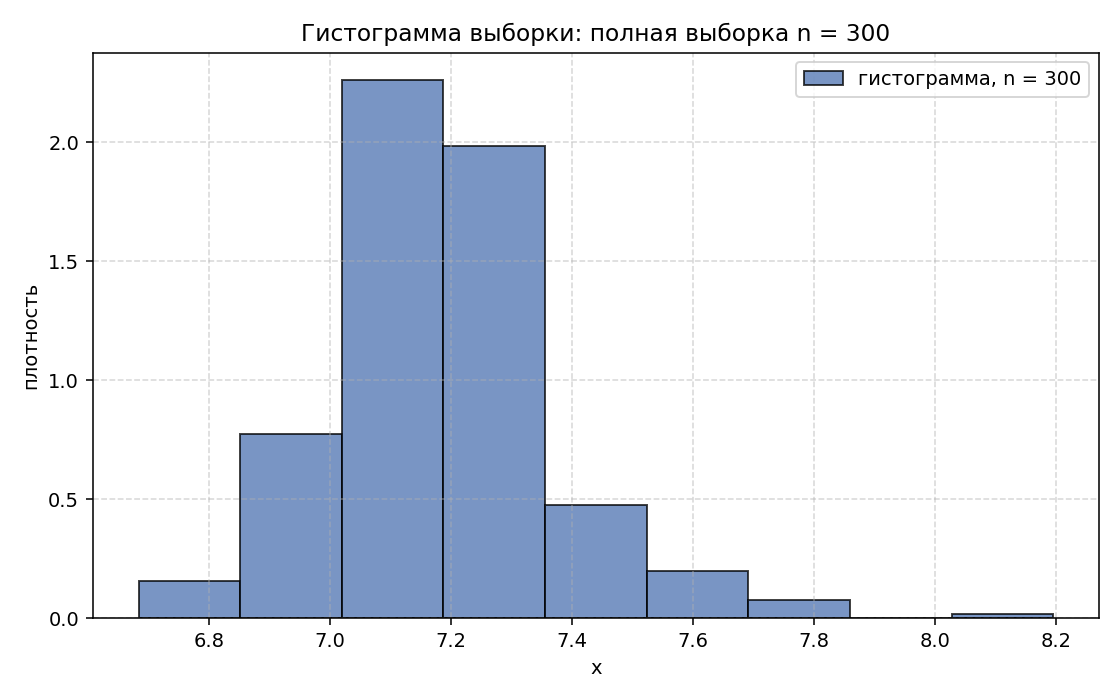 Гистограмма выборки: полная выборка n = 300
гистограмма, n = 300
плотность
2.0
1.5
1.0
0.5
0.0
6.8 7.0 7.2 7.4 7.6 7.8 8.0 8.2
x